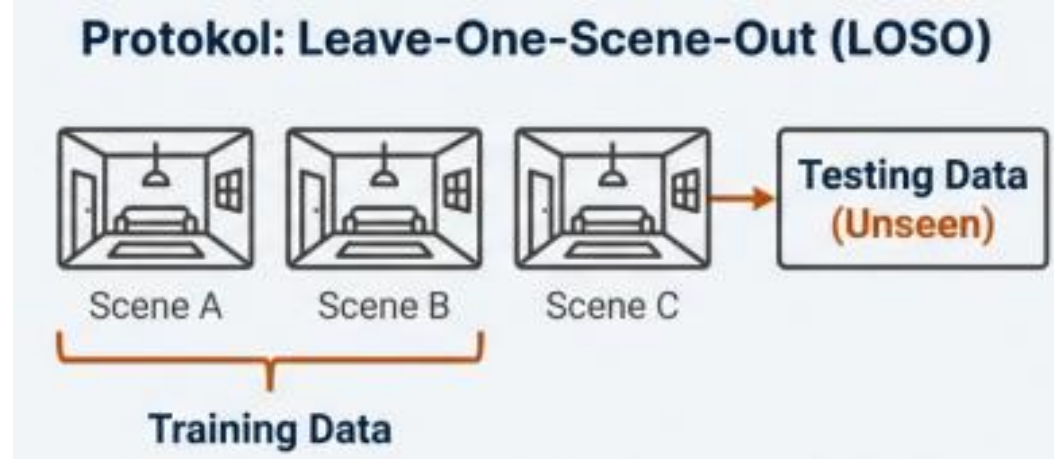 Protokol: Leave-One-Scene-Out (LOSO)
Testing Data
(Unseen)
Scene A
Scene B
Scene C
Training Data